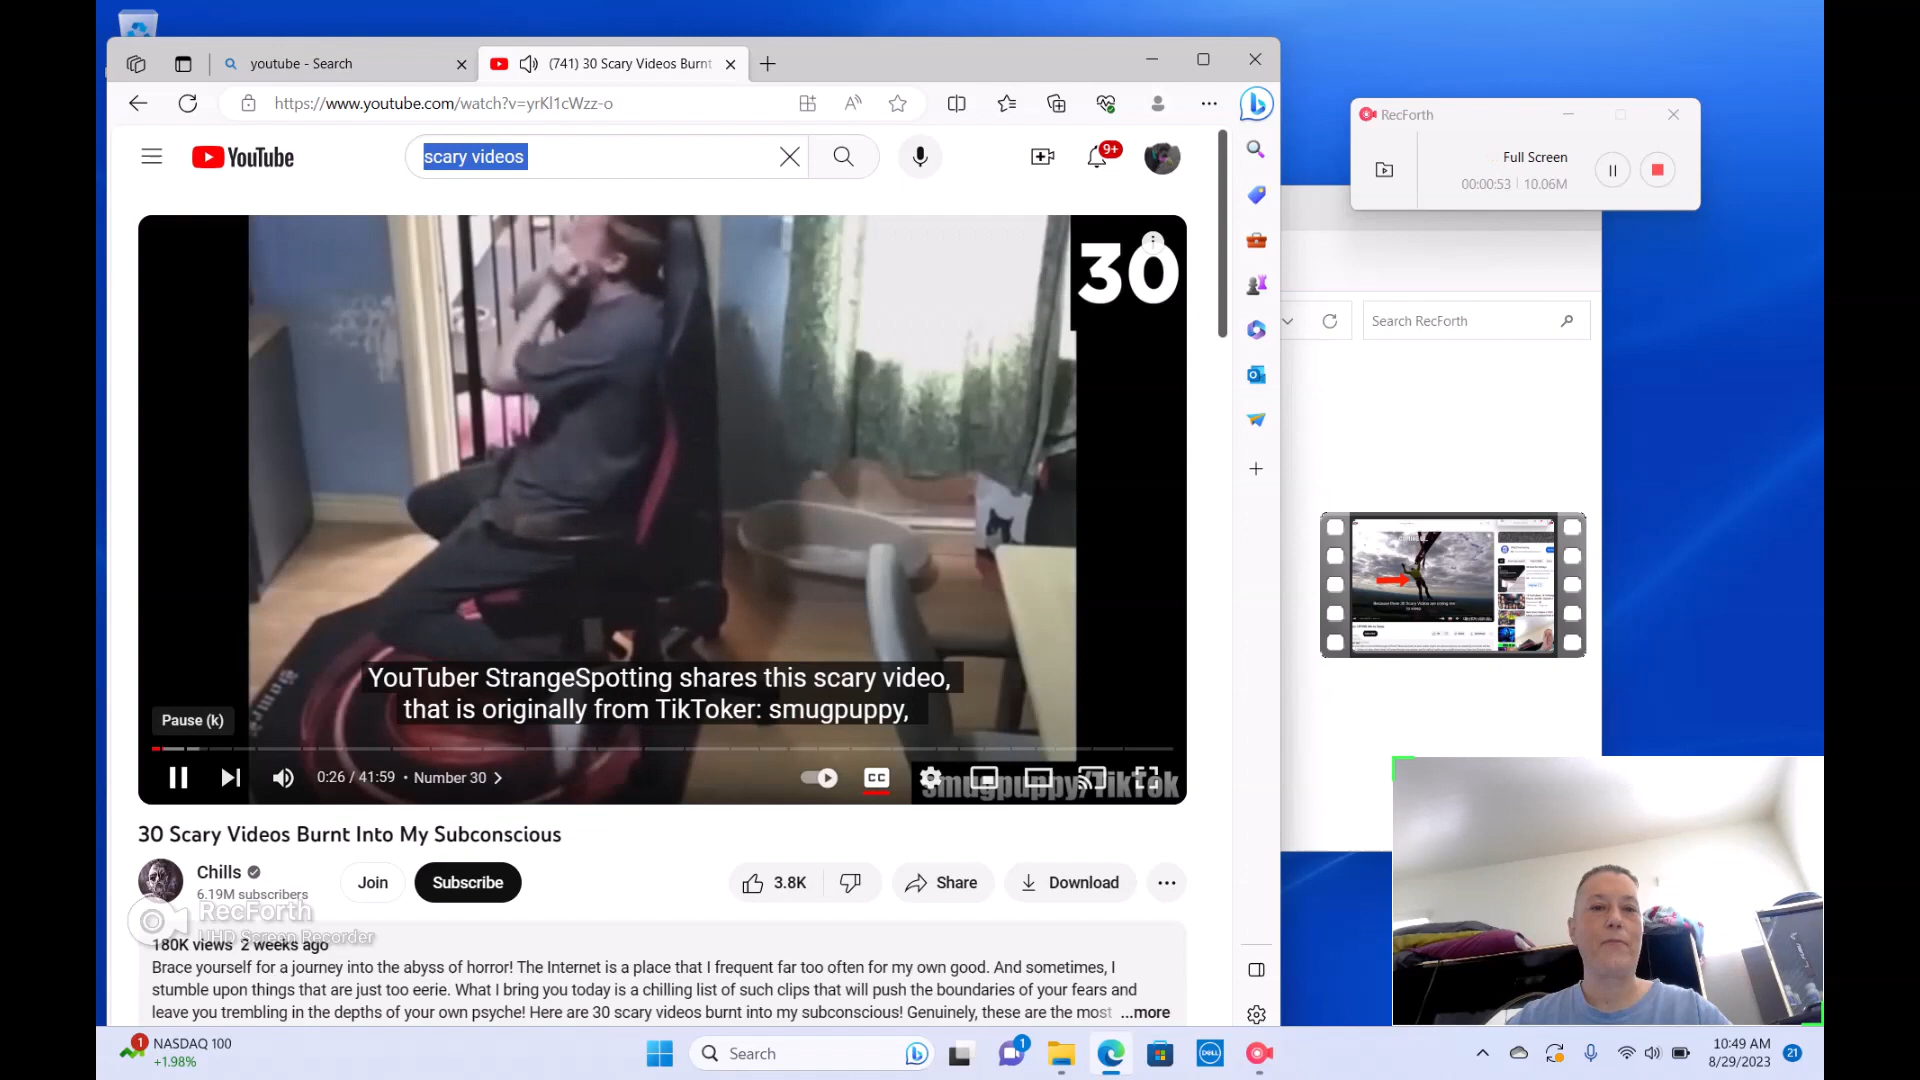 youtube - Search
(741) 30 Scary Videos Burnt
https://www.youtube.com/watch?v=yrKl1cWzz-o
YouTube
scary videos
9+
30
YouTuber StrangeSpotting shares this scary video,
that is originally from TikToker: smugpuppy,
Pause (k)
0:26 / 41:59 • Number 30
CC
Smugpuppy/TikTok
30 Scary Videos Burnt Into My Subconscious
Chills
6.19M subscribers
Join
Subscribe
3.8K
Share
Download
RecForth
UHD Screen Recorder
180K views 2 weeks ago
Brace yourself for a journey into the abyss of horror! The Internet is a place that I frequent far too often for my own good. And sometimes, I
stumble upon things that are just too eerie. What I bring you today is a chilling list of such clips that will push the boundaries of your fears and
leave you trembling in the depths of your own psyche! Here are 30 scary videos burnt into my subconscious! Genuinely, these are the most ...more
RecForth
Full Screen
00:00:53 | 10.06M
Search RecForth
1
NASDAQ 100
+1.98%
Search
1
DELL
10:49 AM
8/29/2023
21